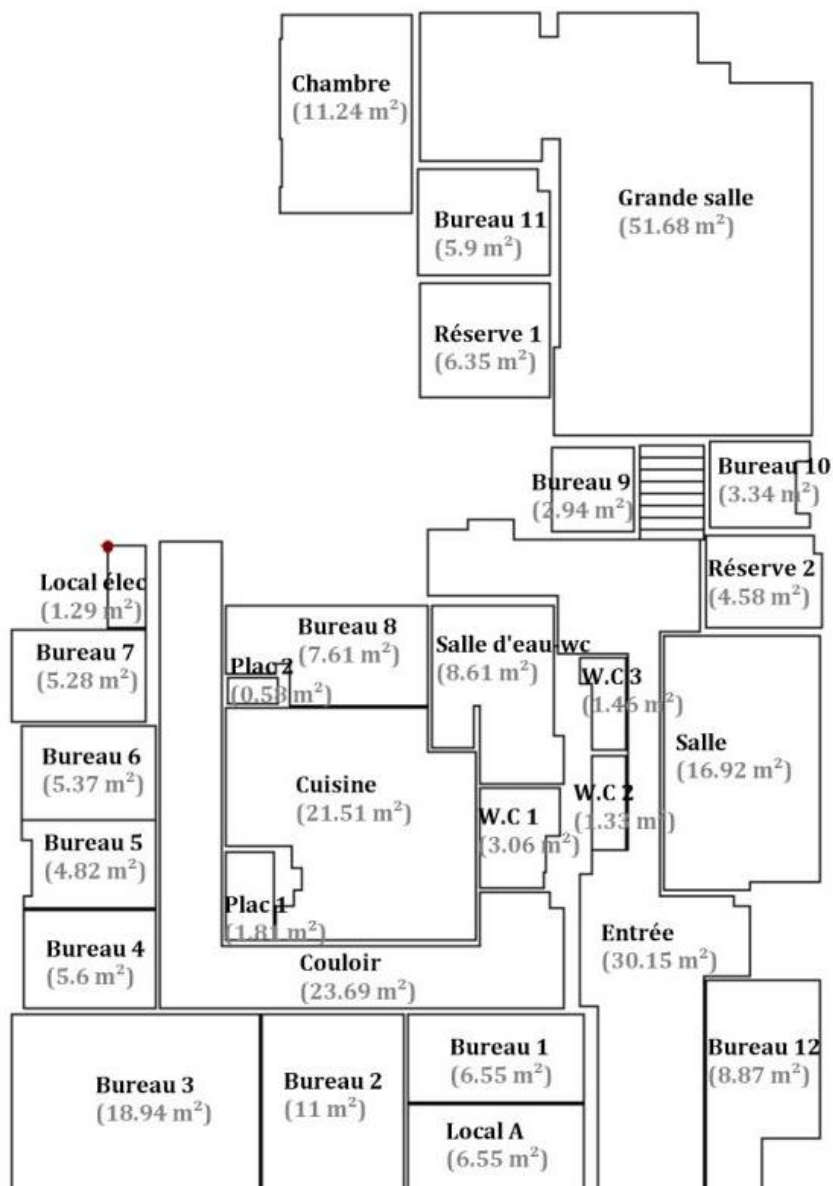 Chambre
(11.24 m²)
Grande salle
(51.68 m²)
Bureau 11
(5.9 m²)
Réserve 1
(6.35 m²)
Bureau 9
(2.94 m²)
Bureau 10
(3.34 m²)
Local élec
(1.29 m²)
Réserve 2
(4.58 m²)
Bureau 7
(5.28 m²)
Bureau 8
(7.61 m²)
Plac 2
(0.58 m²)
Salle d'eau-wc
(8.61 m²)
W.C 3
(1.46 m²)
Salle
(16.92 m²)
Bureau 6
(5.37 m²)
Cuisine
(21.51 m²)
W.C 1
(3.06 m²)
W.C 2
(1.33 m²)
Bureau 5
(4.82 m²)
Plac 1
(1.81 m²)
Bureau 4
(5.6 m²)
Couloir
(23.69 m²)
Entrée
(30.15 m²)
Bureau 3
(18.94 m²)
Bureau 2
(11 m²)
Bureau 1
(6.55 m²)
Bureau 12
(8.87 m²)
Local A
(6.55 m²)